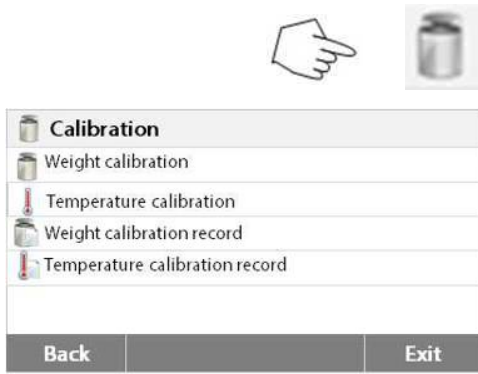 Calibration
Weight calibration
Temperature calibration
Weight calibration record
Temperature calibration record
Back Exit